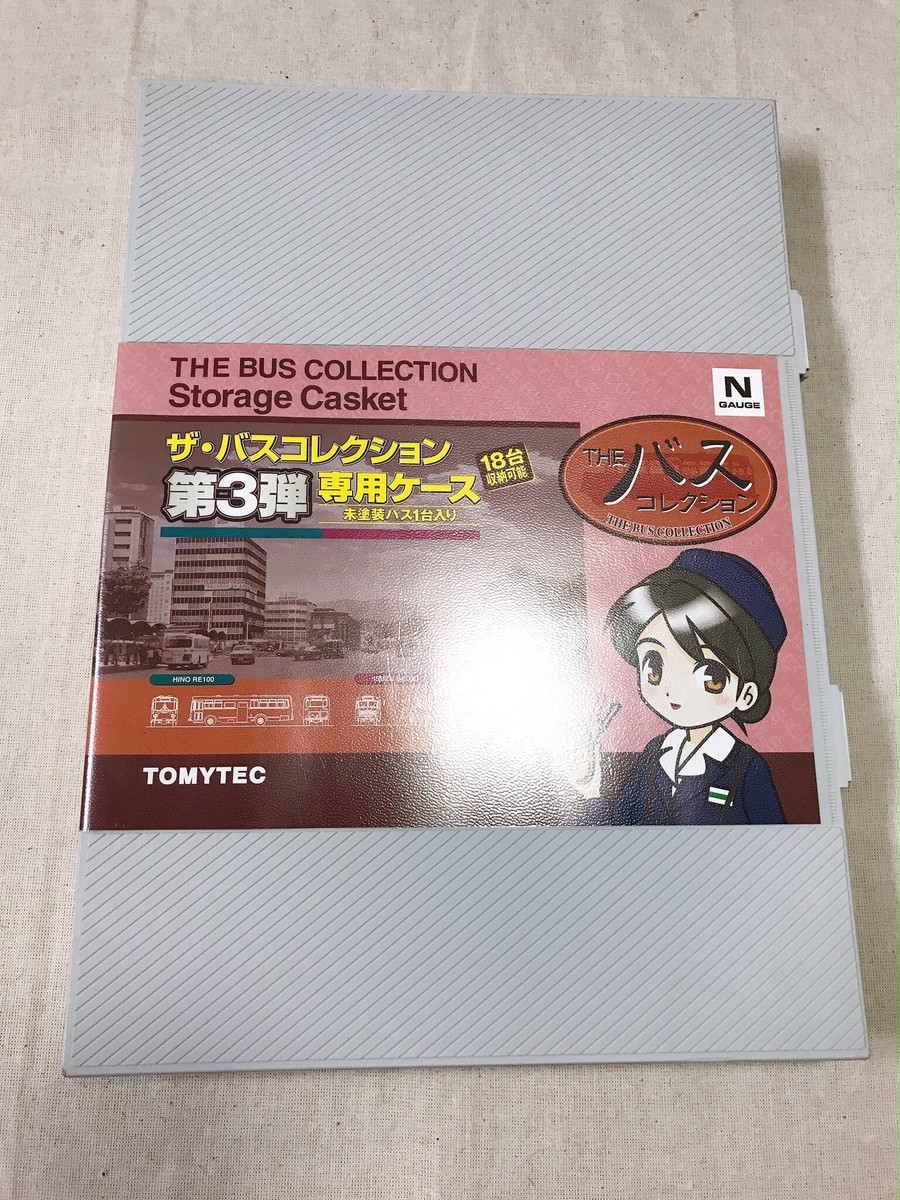 THE BUS COLLECTION
Storage Casket
N
GAUGE
ザ・バスコレクション
第3弾 専用ケース
18台
収納可能
未塗装バス1台入り
THE バス
コレクション
THE BUS COLLECTION
HINO RE100
TOMYTEC